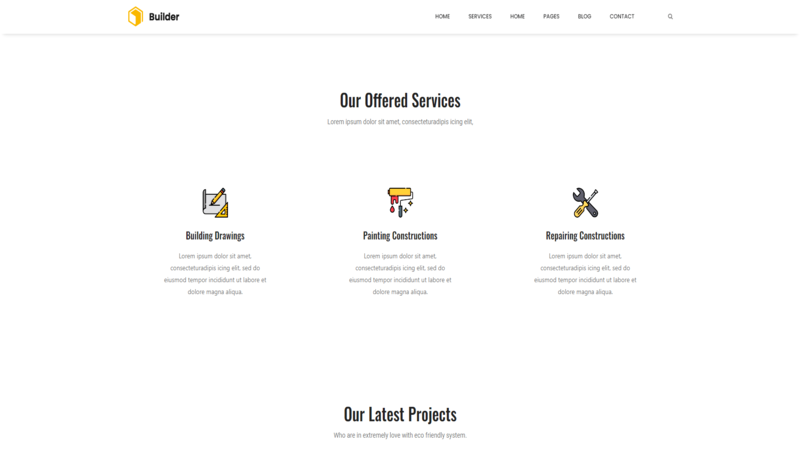 Builder
HOME SERVICES HOME PAGES BLOG CONTACT
Our Offered Services
Lorem ipsum dolor sit amet, consecteturadipis icing elit,
Building Drawings
Lorem ipsum dolor sit amet,
consecteturadipis icing elit, sed do
eiusmod tempor incididunt ut labore et
dolore magna aliqua.
Painting Constructions
Lorem ipsum dolor sit amet,
consecteturadipis icing elit, sed do
eiusmod tempor incididunt ut labore et
dolore magna aliqua.
Repairing Constructions
Lorem ipsum dolor sit amet,
consecteturadipis icing elit, sed do
eiusmod tempor incididunt ut labore et
dolore magna aliqua.
Our Latest Projects
Who are in extremely love with eco friendly system.